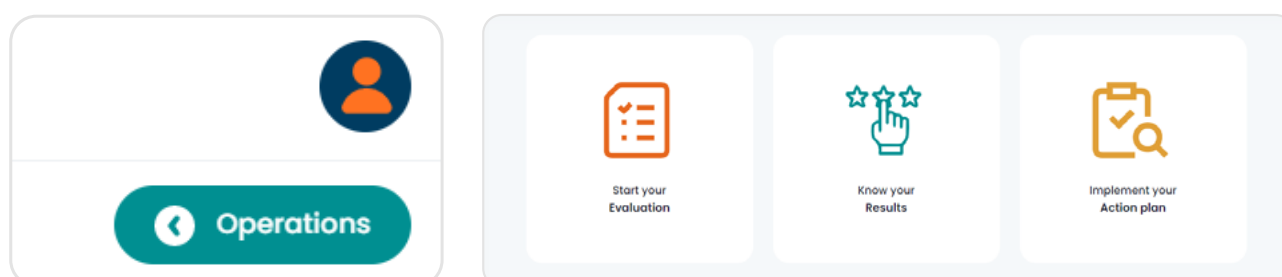 Operations
Start your
Evaluation
Know your
Results
Implement your
Action plan